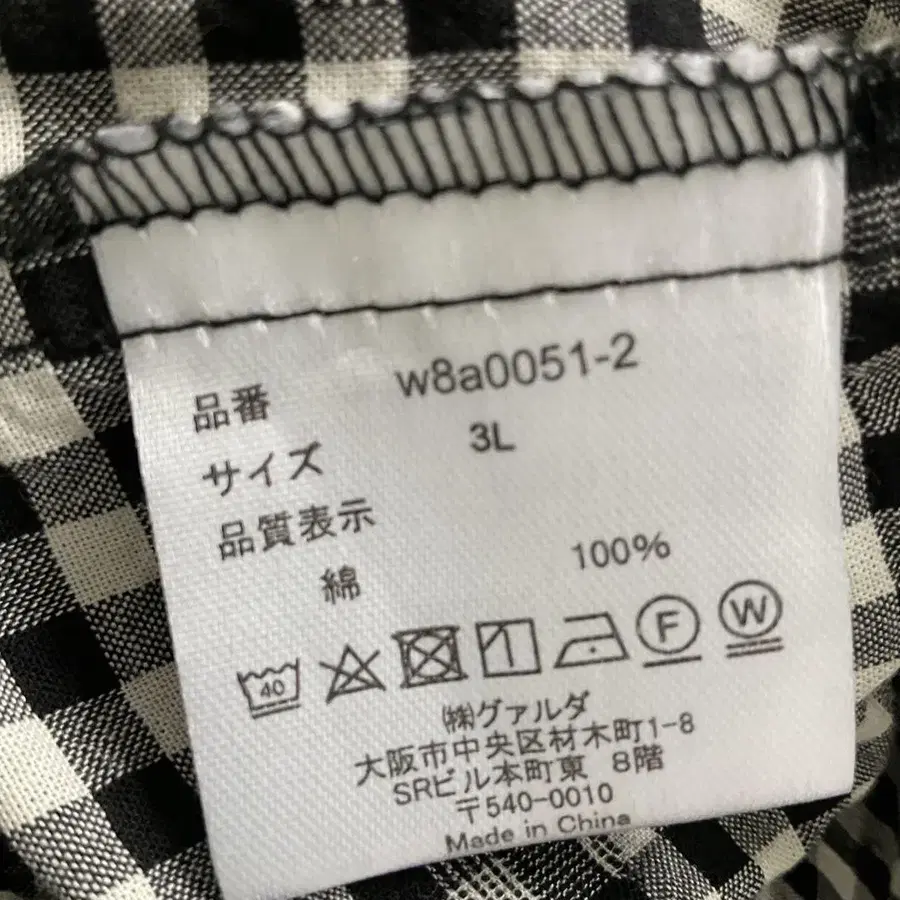 品番 w8a0051-2
サイズ 3L
品質表示
綿 100%
40 F W
㈱グァルダ
大阪市中央区材木町1-8
SRビル本町東 8階
〒540-0010
Made in China